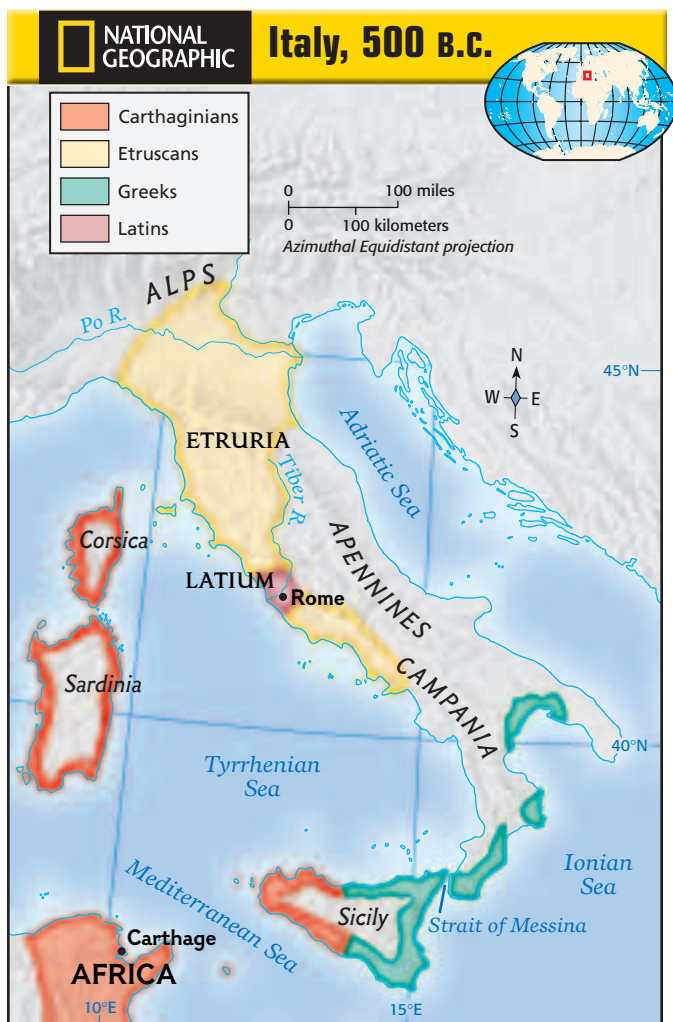 NATIONAL
GEOGRAPHIC
Italy, 500 B.C.
Carthaginians
Etruscans
Greeks
Latins
0 100 miles
0 100 kilometers
Azimuthal Equidistant projection
ALPS
Po R.
45°N
N
W E
S
ETRURIA
Adriatic Sea
Tiber R.
Corsica
APENNINES
LATIUM
Rome
Sardinia
CAMPANIA
40°N
Tyrrhenian
Sea
Mediterranean Sea
Ionian
Sea
Sicily
Strait of Messina
Carthage
AFRICA
10°E
15°E